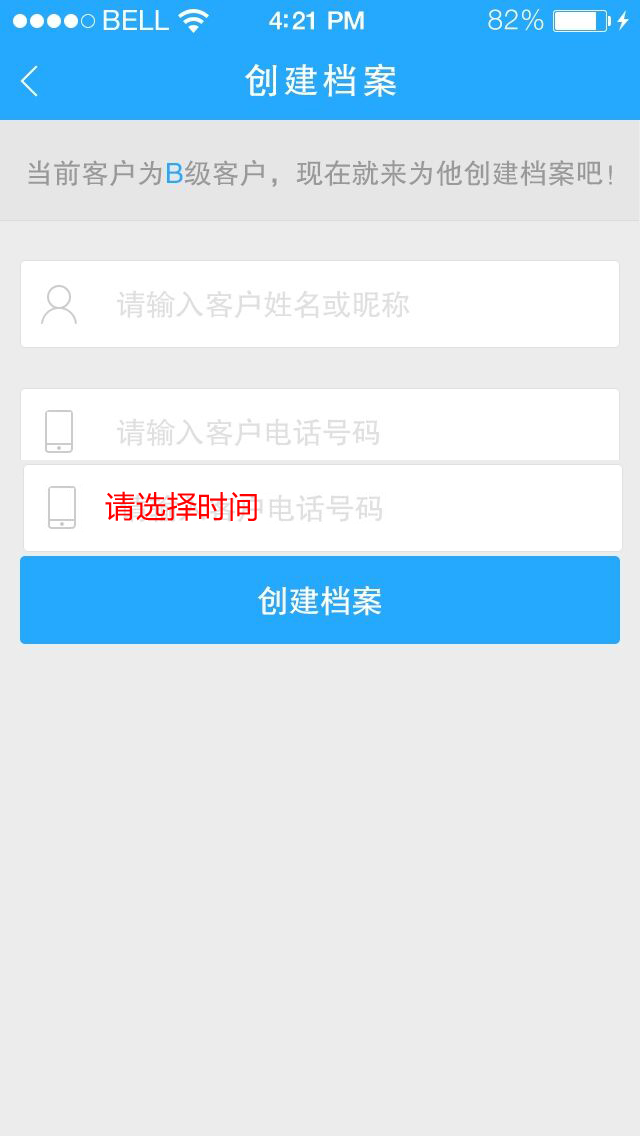 BELL 4:21 PM 82%
创建档案
当前客户为B级客户，现在就来为他创建档案吧！
请输入客户姓名或昵称
请输入客户电话号码
请选择时间
客户电话号码
创建档案